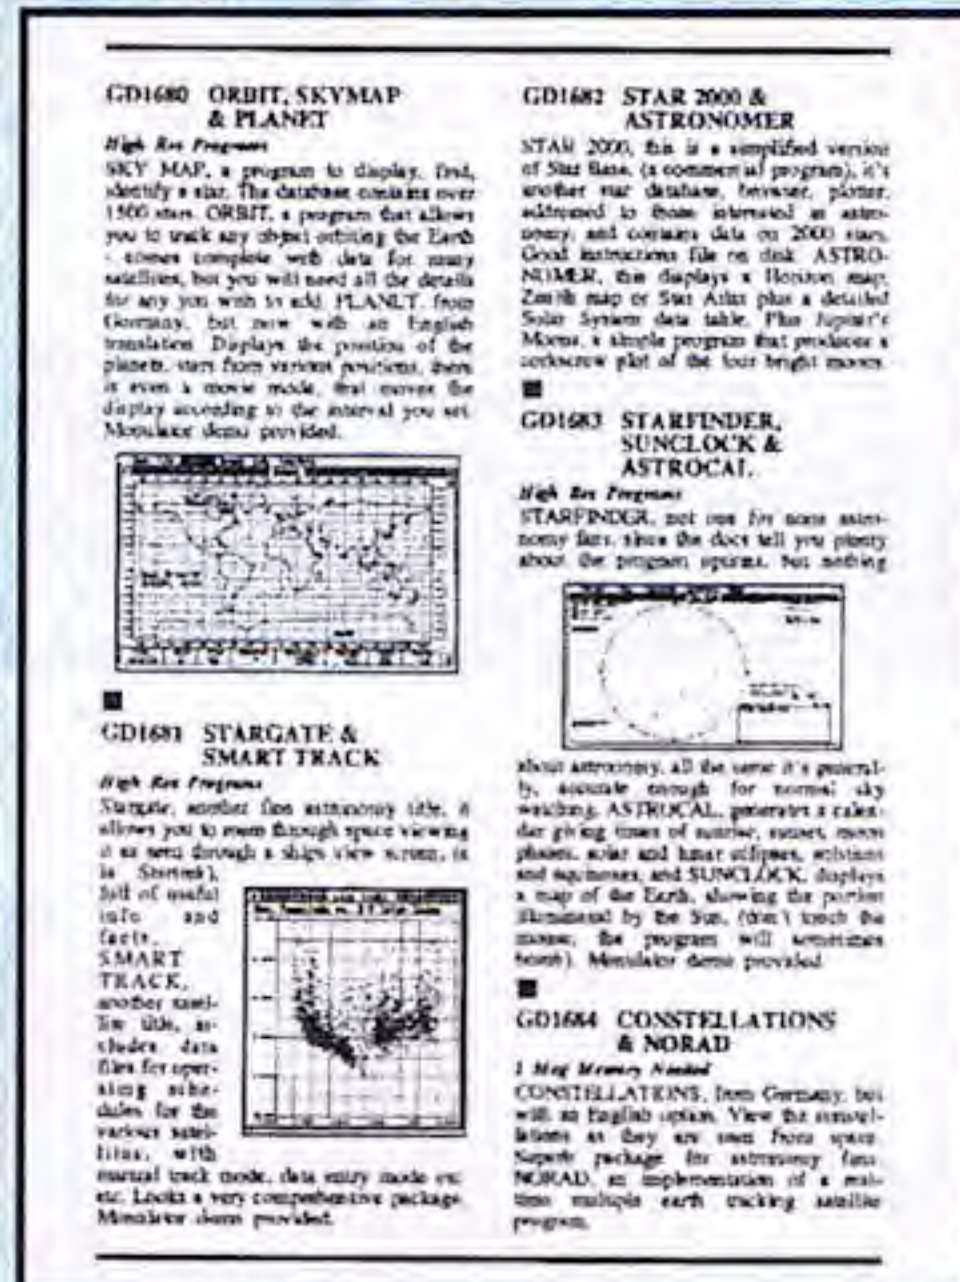 GD1680 ORBIT, SKYMAP
& PLANET
High Res Programs
SKY MAP, a program to display, find,
identify a star. The database contains over
1500 stars. ORBIT, a program that allows
you to track any object orbiting the Earth
- comes complete with data for many
satellites, but you will need all the details
for any you wish to add. PLANET, from
Germany, but now with an English
translation. Displays the position of the
planets, stars from various positions, there
is even a movie mode, that moves the
display according to the interval you set.
Monulator demo provided.
GD1681 STARGATE &
SMART TRACK
High Res Programs
Stargate, another fine astronomy title, it
allows you to roam through space viewing
it as seen through a ships view screen, (a
la Startrek),
full of useful
info and
facts.
SMART
TRACK,
another satel-
lite title, in-
cludes data
files for oper-
ating sche-
dules for the
various satel-
lites, with
manual track mode, data entry mode etc
etc. Looks a very comprehensive package.
Monulator demo provided.
GD1682 STAR 2000 &
ASTRONOMER
STAR 2000, this is a simplified version
of Star Base, (a commercial program), it's
another star database, browser, plotter,
addressed to those interested in astro-
nomy, and contains data on 2000 stars.
Good instructions file on disk. ASTRO-
NOMER, this displays a Horizon map,
Zenith map or Star Atlas plus a detailed
Solar System data table. Plus Jupiter's
Moons, a simple program that produces a
corkscrew plot of the four bright moons.
GD1683 STARFINDER,
SUNCLOCK &
ASTROCAL
High Res Programs
STARFINDER, not one for none astro-
nomy fans, since the docs tell you plenty
about the program options, but nothing
about astronomy, all the same it's general-
ly, accurate enough for normal sky
watching. ASTROCAL, generates a calen-
dar giving times of sunrise, sunset, moon
phases, solar and lunar eclipses, solstices
and equinoxes, and SUNCLOCK, displays
a map of the Earth, showing the portion
illuminated by the Sun, (don't touch the
mouse, the program will sometimes
bomb). Monulator demo provided
GD1684 CONSTELLATIONS
& NORAD
1 Meg Memory Needed
CONSTELLATIONS, from Germany, but
with an English option. View the constel-
lations as they are seen from space.
Superb package for astronomy fans.
NORAD, an implementation of a real-
time multiple earth tracking satellite
program.